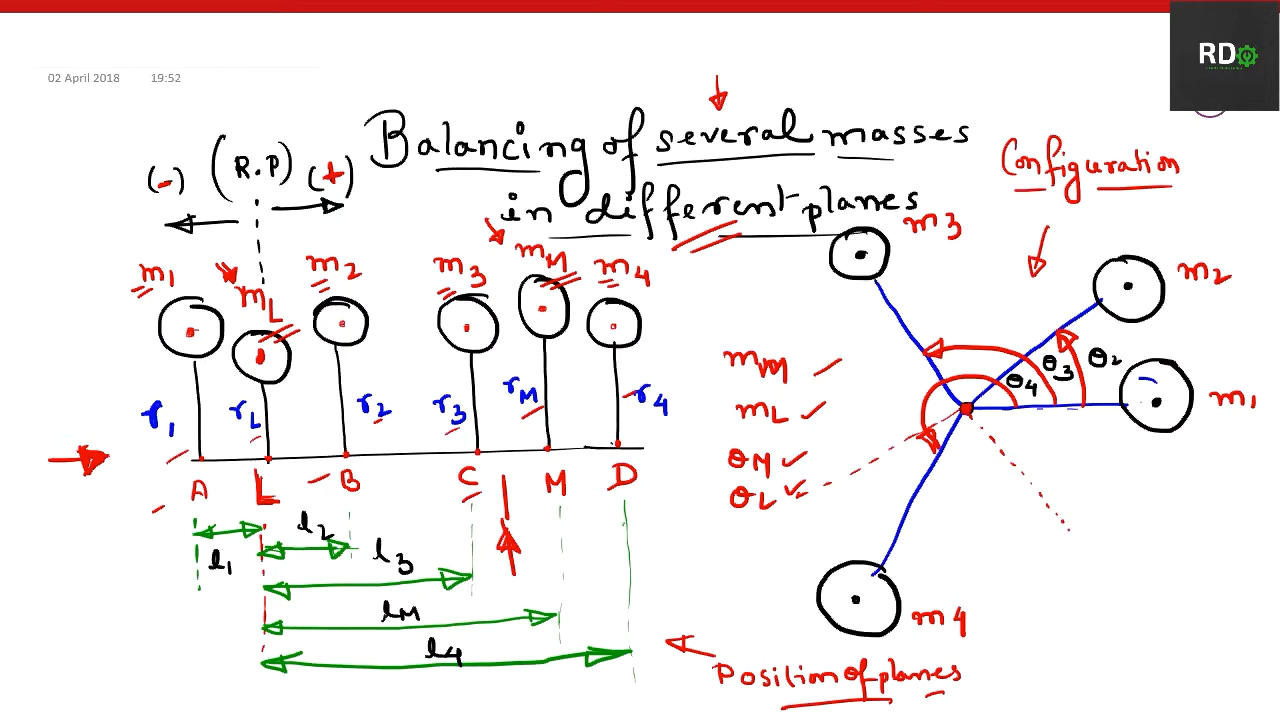 RD
02 April 2018 19:52
Balancing of several masses
in different planes
(-) (R.P) (+)
Configuration
m1 mL m2 m3 mM m4
r1 rL r2 r3 rM r4
A L B C M D
l1 l2
l3
lM
l4
m3
m2
m1
m4
θ2
θ3
θ4
mM
mL
θM
θL
Position of planes